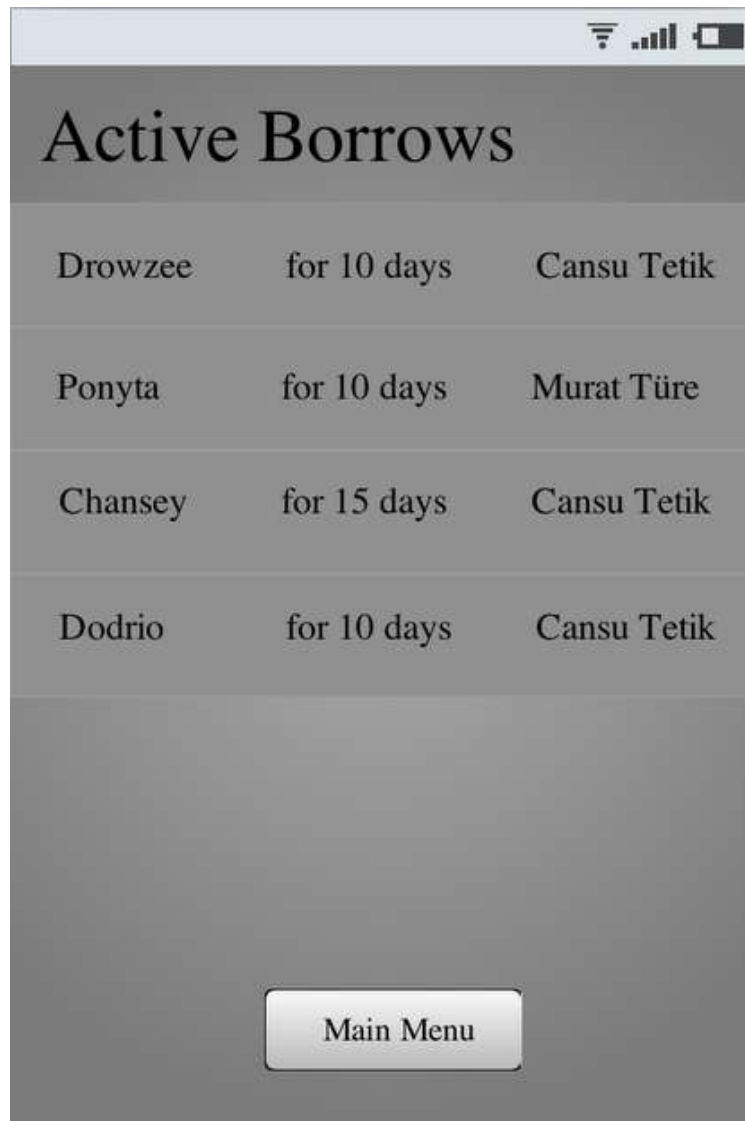 Active Borrows
Drowzee for 10 days Cansu Tetik
Ponyta for 10 days Murat Türe
Chansey for 15 days Cansu Tetik
Dodrio for 10 days Cansu Tetik
Main Menu